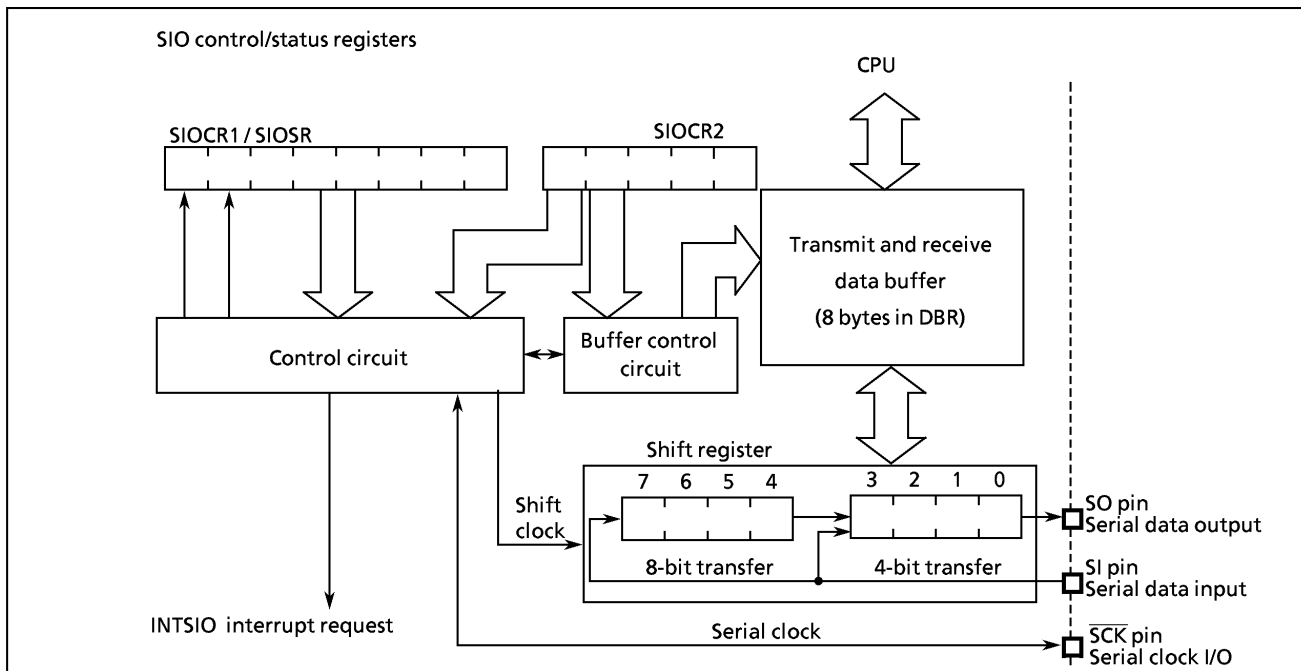 SIO control/status registers
CPU
SIOCR1 / SIOSR
SIOCR2
Transmit and receive
data buffer
(8 bytes in DBR)
Control circuit
Buffer control
circuit
Shift register
7 6 5 4
3 2 1 0
Shift
clock
SO pin
Serial data output
8-bit transfer
4-bit transfer
SI pin
Serial data input
INTSIO interrupt request
Serial clock
S̅C̅K̅ pin
Serial clock I/O